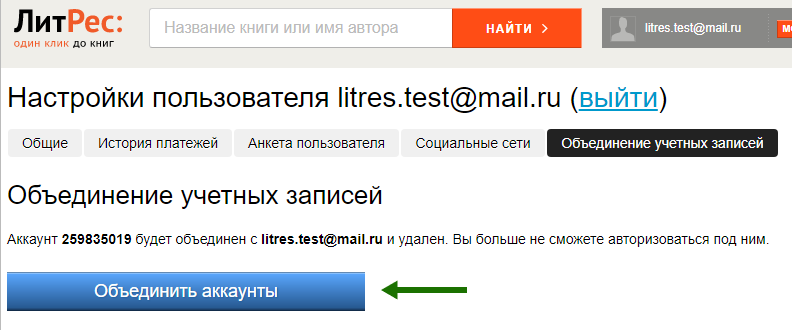 ЛитРес:
один клик до книг
Название книги или имя автора
НАЙТИ
litres.test@mail.ru
Настройки пользователя litres.test@mail.ru (выйти)
Общие
История платежей
Анкета пользователя
Социальные сети
Объединение учетных записей
Объединение учетных записей
Аккаунт 259835019 будет объединен с litres.test@mail.ru и удален. Вы больше не сможете авторизоваться под ним.
Объединить аккаунты